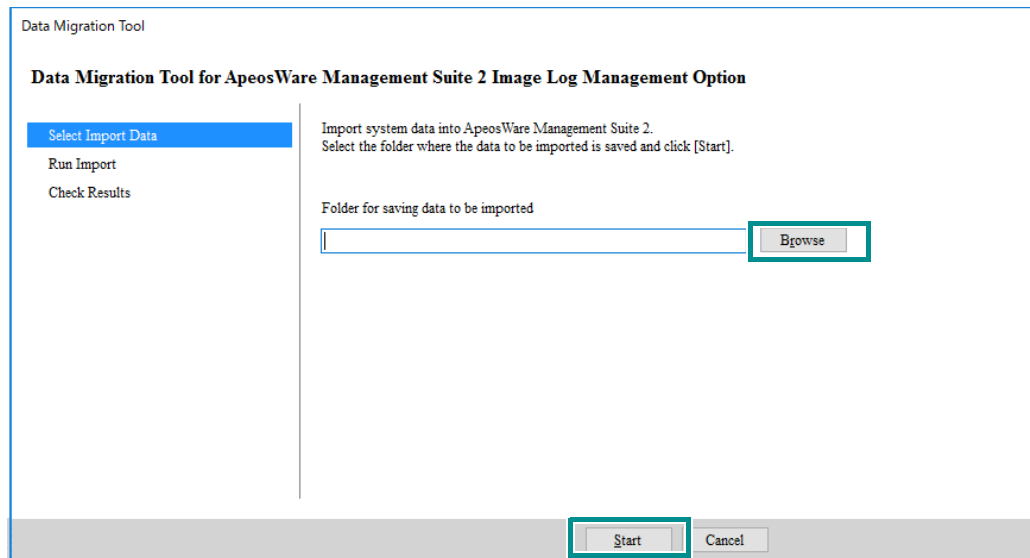 Data Migration Tool
Data Migration Tool for ApeosWare Management Suite 2 Image Log Management Option
Select Import Data
Run Import
Check Results
Import system data into ApeosWare Management Suite 2.
Select the folder where the data to be imported is saved and click [Start].
Folder for saving data to be imported
Browse
Start
Cancel